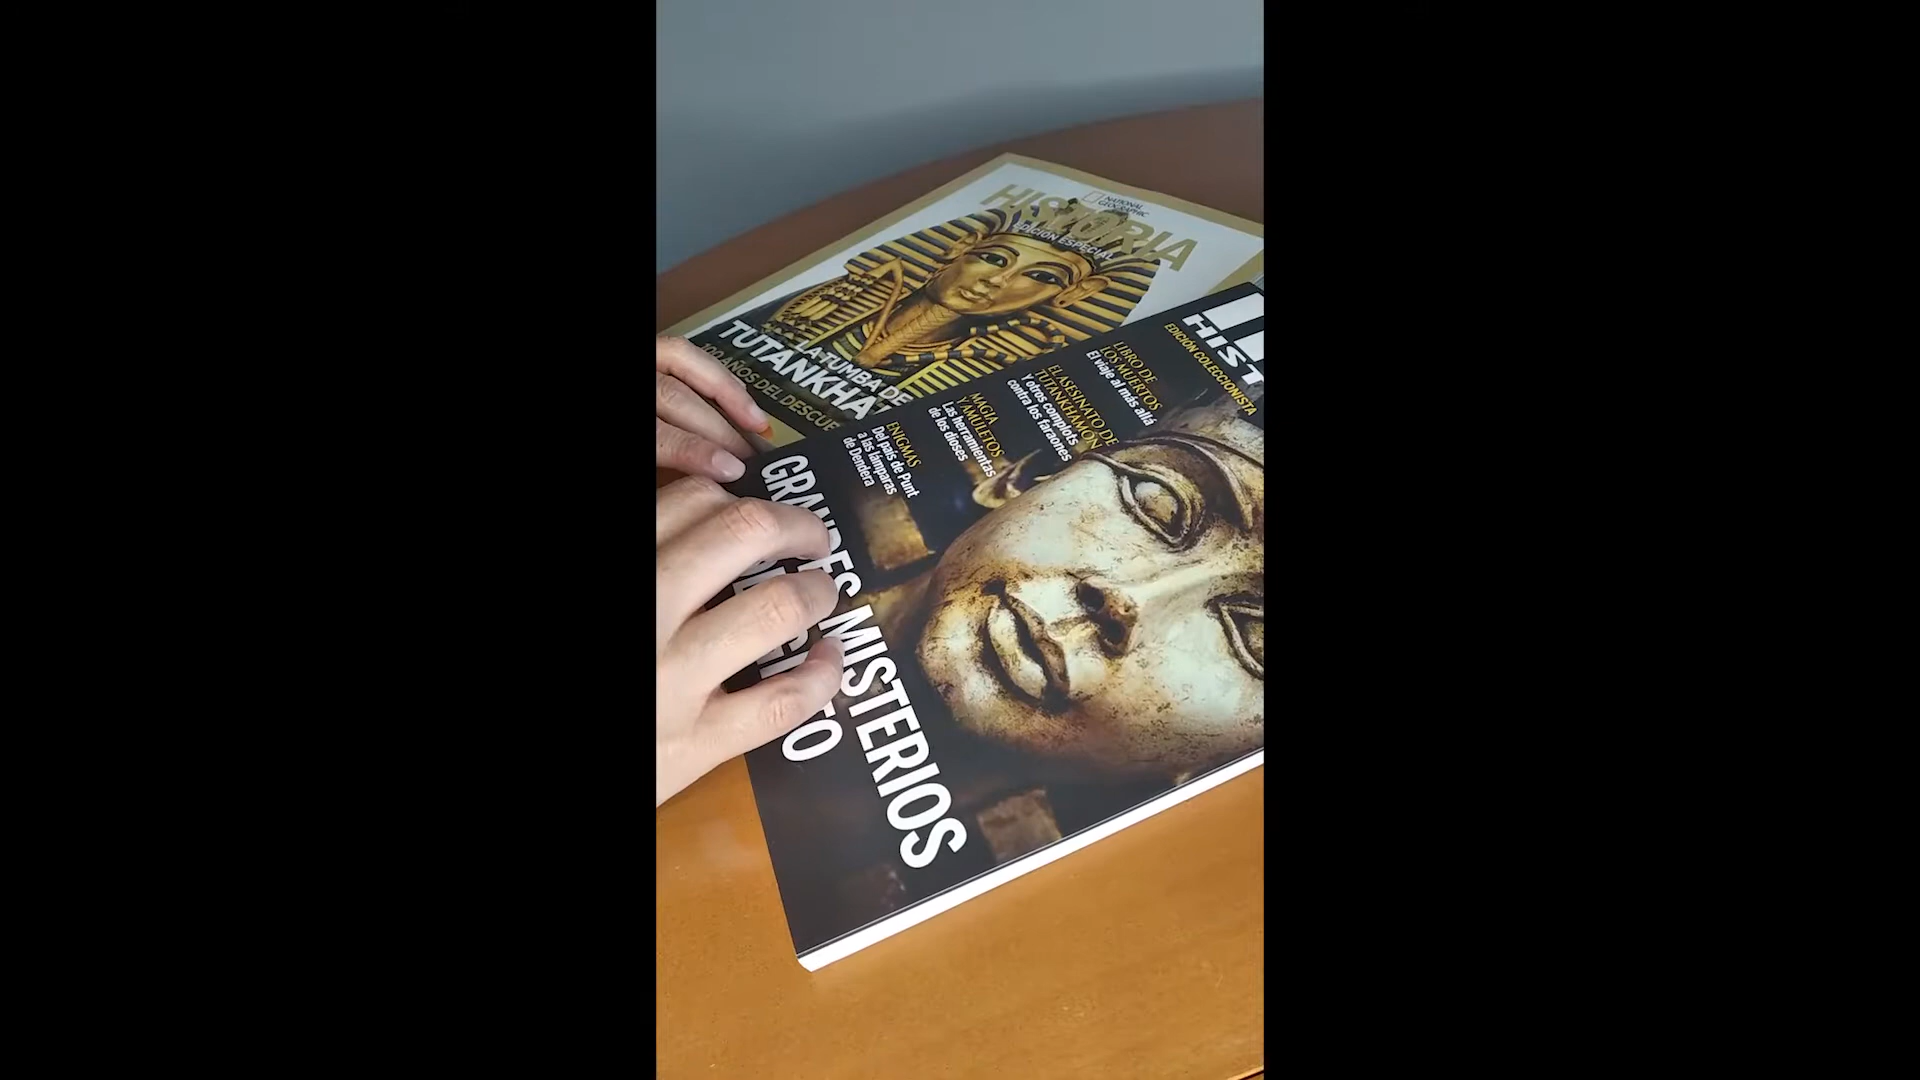 NATIONAL
GEOGRAPHIC
HISTORIA
EDICIÓN ESPECIAL
LA TUMBA DE
100 AÑOS DEL
HIST
EDICIÓN COLECCIONISTA
LIBRO DE
LOS MUERTOS
El viaje al más allá
EL ASESINATO DE
TUTANKHAMÓN
Y otros complots
contra los faraones
MAGIA
Y AMULETOS
Las herramientas
de los dioses
ENIGMAS
Del país de Punt
a las lámparas
de Dendera
GRANDES MISTERIOS